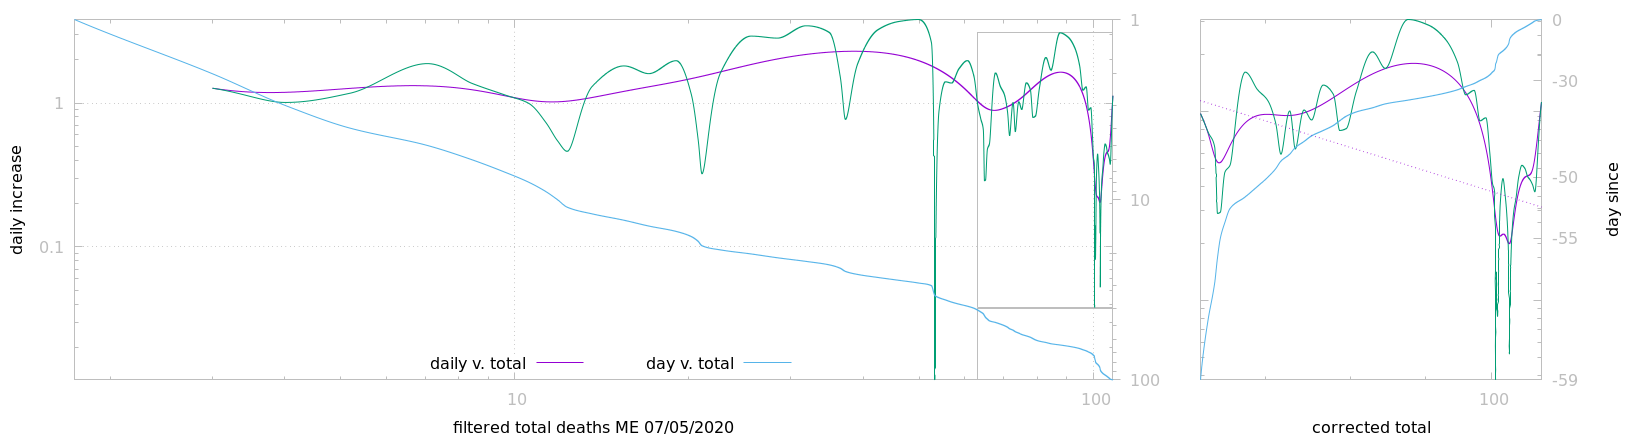 daily increase
1
0.1
10
100
daily v. total
day v. total
filtered total deaths ME 07/05/2020
1
10
100
100
corrected total
0
-30
-50
-55
-59
day since